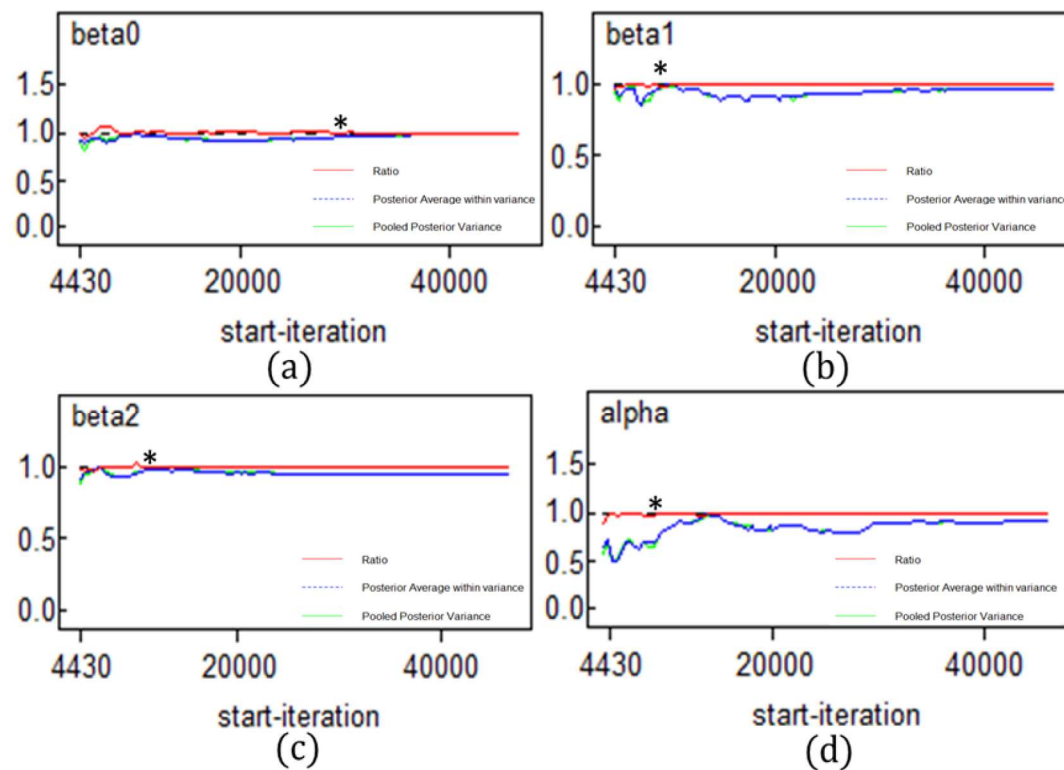 beta0
*
1.5
1.0
0.5
0.0
Ratio
Posterior Average within variance
Pooled Posterior Variance
4430 20000 40000
start-iteration
(a)
beta1
*
1.0
0.5
0.0
Ratio
Posterior Average within variance
Pooled Posterior Variance
4430 20000 40000
start-iteration
(b)
beta2
*
1.0
0.5
0.0
Ratio
Posterior Average within variance
Pooled Posterior Variance
4430 20000 40000
start-iteration
(c)
alpha
*
1.5
1.0
0.5
0.0
Ratio
Posterior Average within variance
Pooled Posterior Variance
4430 20000 40000
start-iteration
(d)